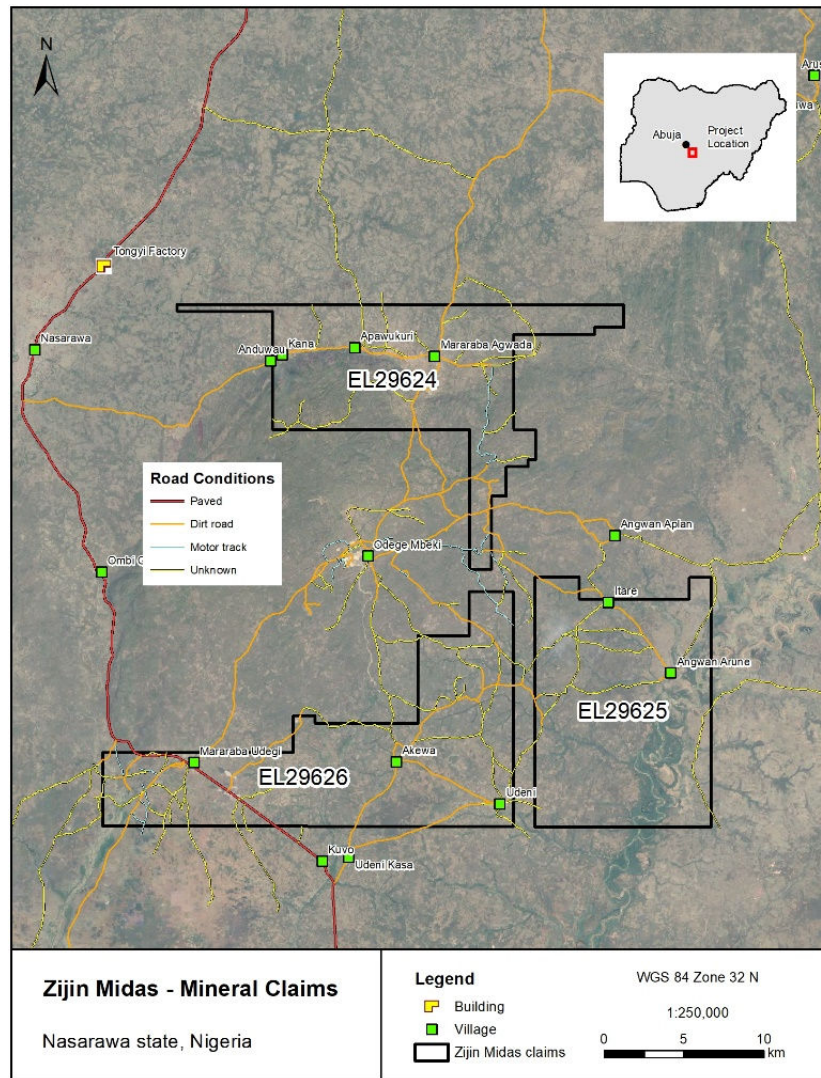 N
Arus
iwa
Abuja
Project
Location
Tongyi Factory
Nasarawa
Anduwau
Kana
Apawukuri
Mararaba Agwada
EL29624
Road Conditions
Paved
Dirt road
Motor track
Unknown
Ombi
Odege Mbeki
Angwan Aplan
Itare
Angwan Arune
EL29625
Mararaba Udegi
EL29626
Akewa
Udeni
Kuvo
Udeni Kasa
Zijin Midas - Mineral Claims
Nasarawa state, Nigeria
Legend
Building
Village
Zijin Midas claims
WGS 84 Zone 32 N
1:250,000
0 5 10
km